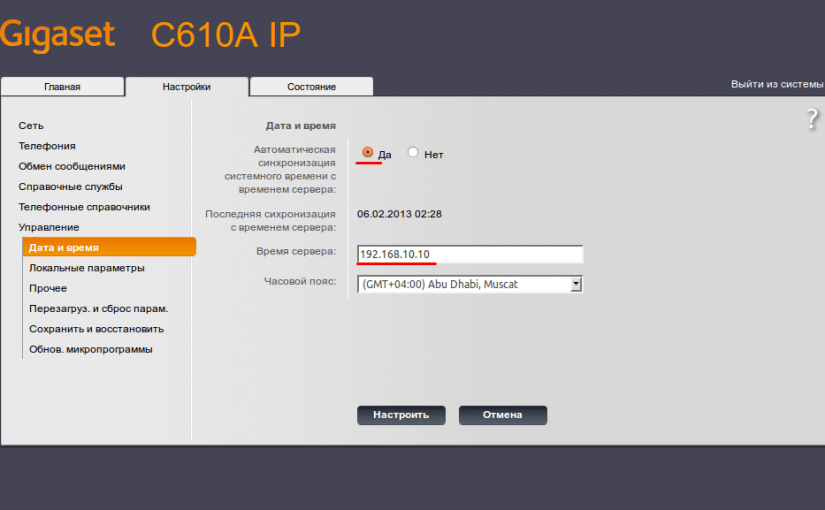 Gigaset C610A IP
Главная Настройки Состояние Выйти из системы
?
Сеть
Телефония
Обмен сообщениями
Справочные службы
Телефонные справочники
Управление
Дата и время
Локальные параметры
Прочее
Перезагруз. и сброс парам.
Сохранить и восстановить
Обнов. микропрограммы
Дата и время
Автоматическая
синхронизация
системного времени с
временем сервера:
Да Нет
Последняя сихронизация
с временем сервера:
06.02.2013 02:28
Время сервера:
192.168.10.10
Часовой пояс:
(GMT+04:00) Abu Dhabi, Muscat
Настроить Отмена